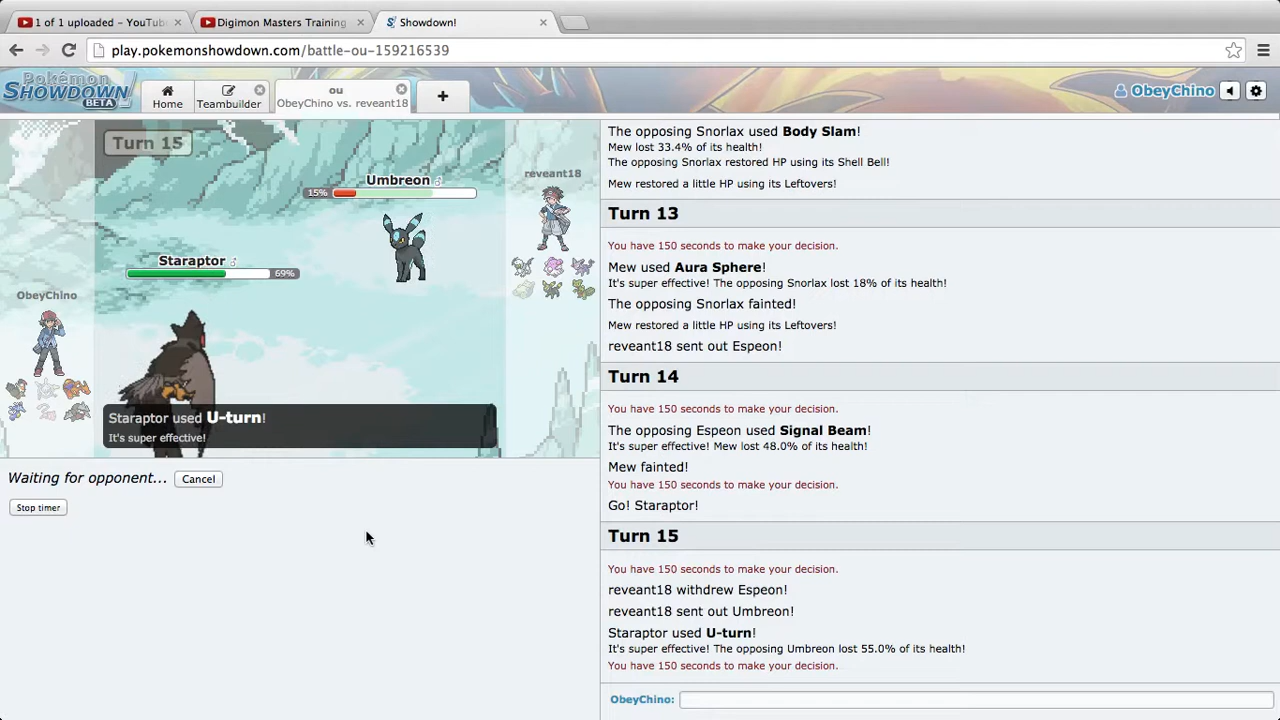 1 of 1 uploaded - YouTub
Digimon Masters Training
Showdown!
play.pokemonshowdown.com/battle-ou-159216539
Pokémon
SHOWDOWN
BETA
Home
Teambuilder
ou
ObeyChino vs. reveant18
+
ObeyChino
Turn 15
Umbreon ♂
15%
Staraptor ♂
69%
reveant18
ObeyChino
Staraptor used U-turn!
It's super effective!
Waiting for opponent... Cancel
Stop timer
The opposing Snorlax used Body Slam!
Mew lost 33.4% of its health!
The opposing Snorlax restored HP using its Shell Bell!
Mew restored a little HP using its Leftovers!
Turn 13
You have 150 seconds to make your decision.
Mew used Aura Sphere!
It's super effective! The opposing Snorlax lost 18% of its health!
The opposing Snorlax fainted!
Mew restored a little HP using its Leftovers!
reveant18 sent out Espeon!
Turn 14
You have 150 seconds to make your decision.
The opposing Espeon used Signal Beam!
It's super effective! Mew lost 48.0% of its health!
Mew fainted!
You have 150 seconds to make your decision.
Go! Staraptor!
Turn 15
You have 150 seconds to make your decision.
reveant18 withdrew Espeon!
reveant18 sent out Umbreon!
Staraptor used U-turn!
It's super effective! The opposing Umbreon lost 55.0% of its health!
You have 150 seconds to make your decision.
ObeyChino: